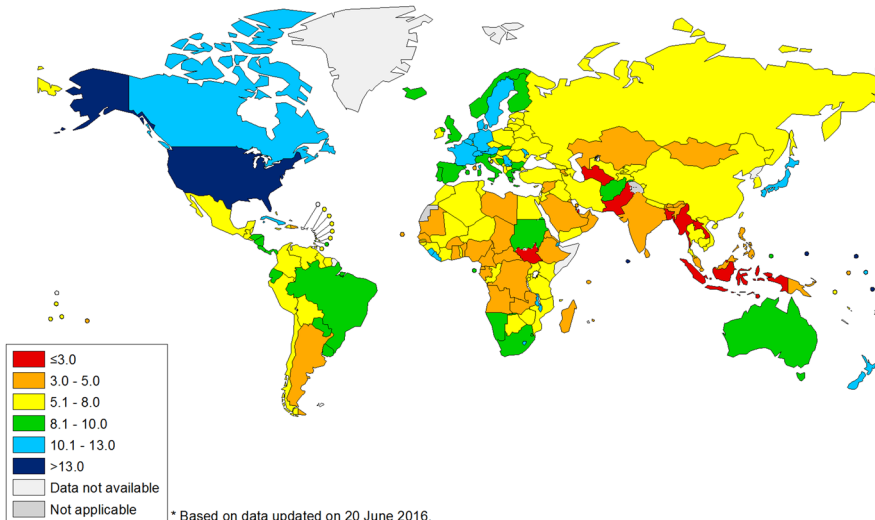 ≤3.0
3.0 - 5.0
5.1 - 8.0
8.1 - 10.0
10.1 - 13.0
>13.0
Data not available
Not applicable
* Based on data updated on 20 June 2016.